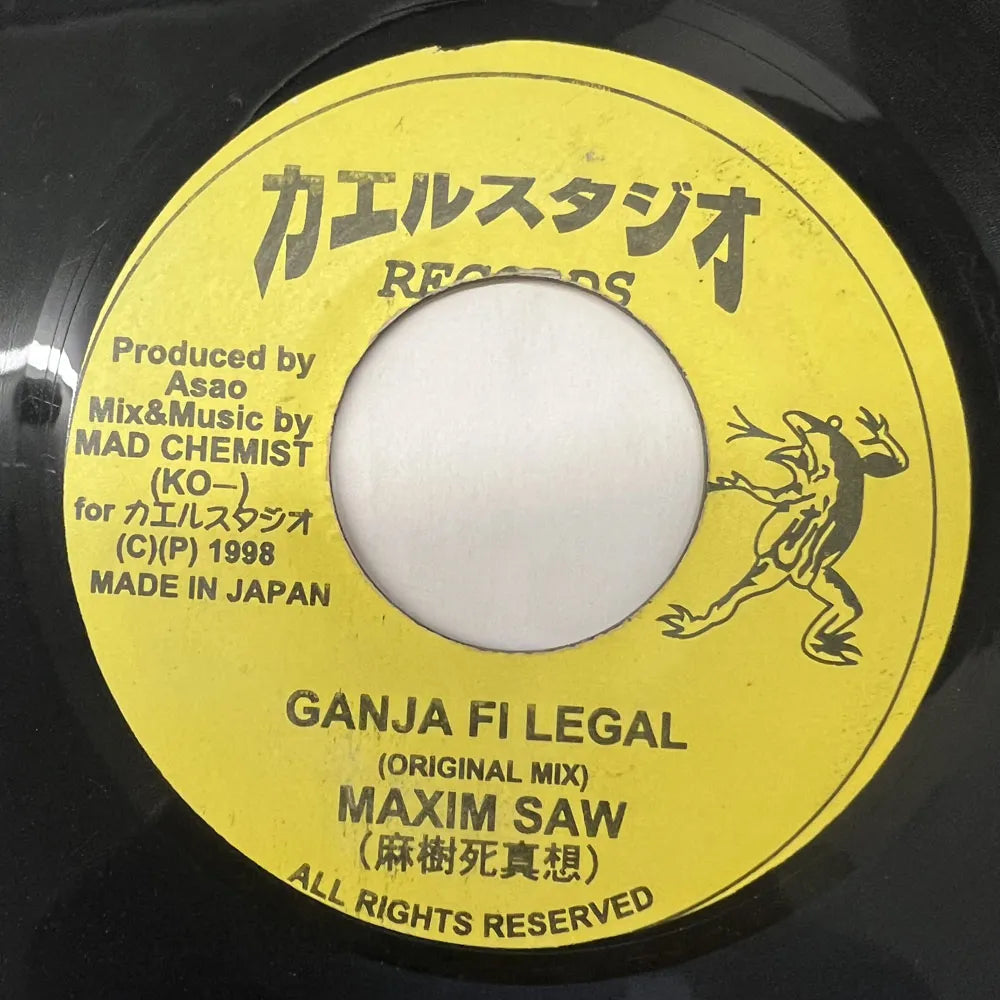 カエルスタジオ
RECORDS
Produced by
Asao
Mix&Music by
MAD CHEMIST
(KO—)
for カエルスタジオ
(C)(P) 1998
MADE IN JAPAN
GANJA FI LEGAL
(ORIGINAL MIX)
MAXIM SAW
(麻樹死真想)
ALL RIGHTS RESERVED